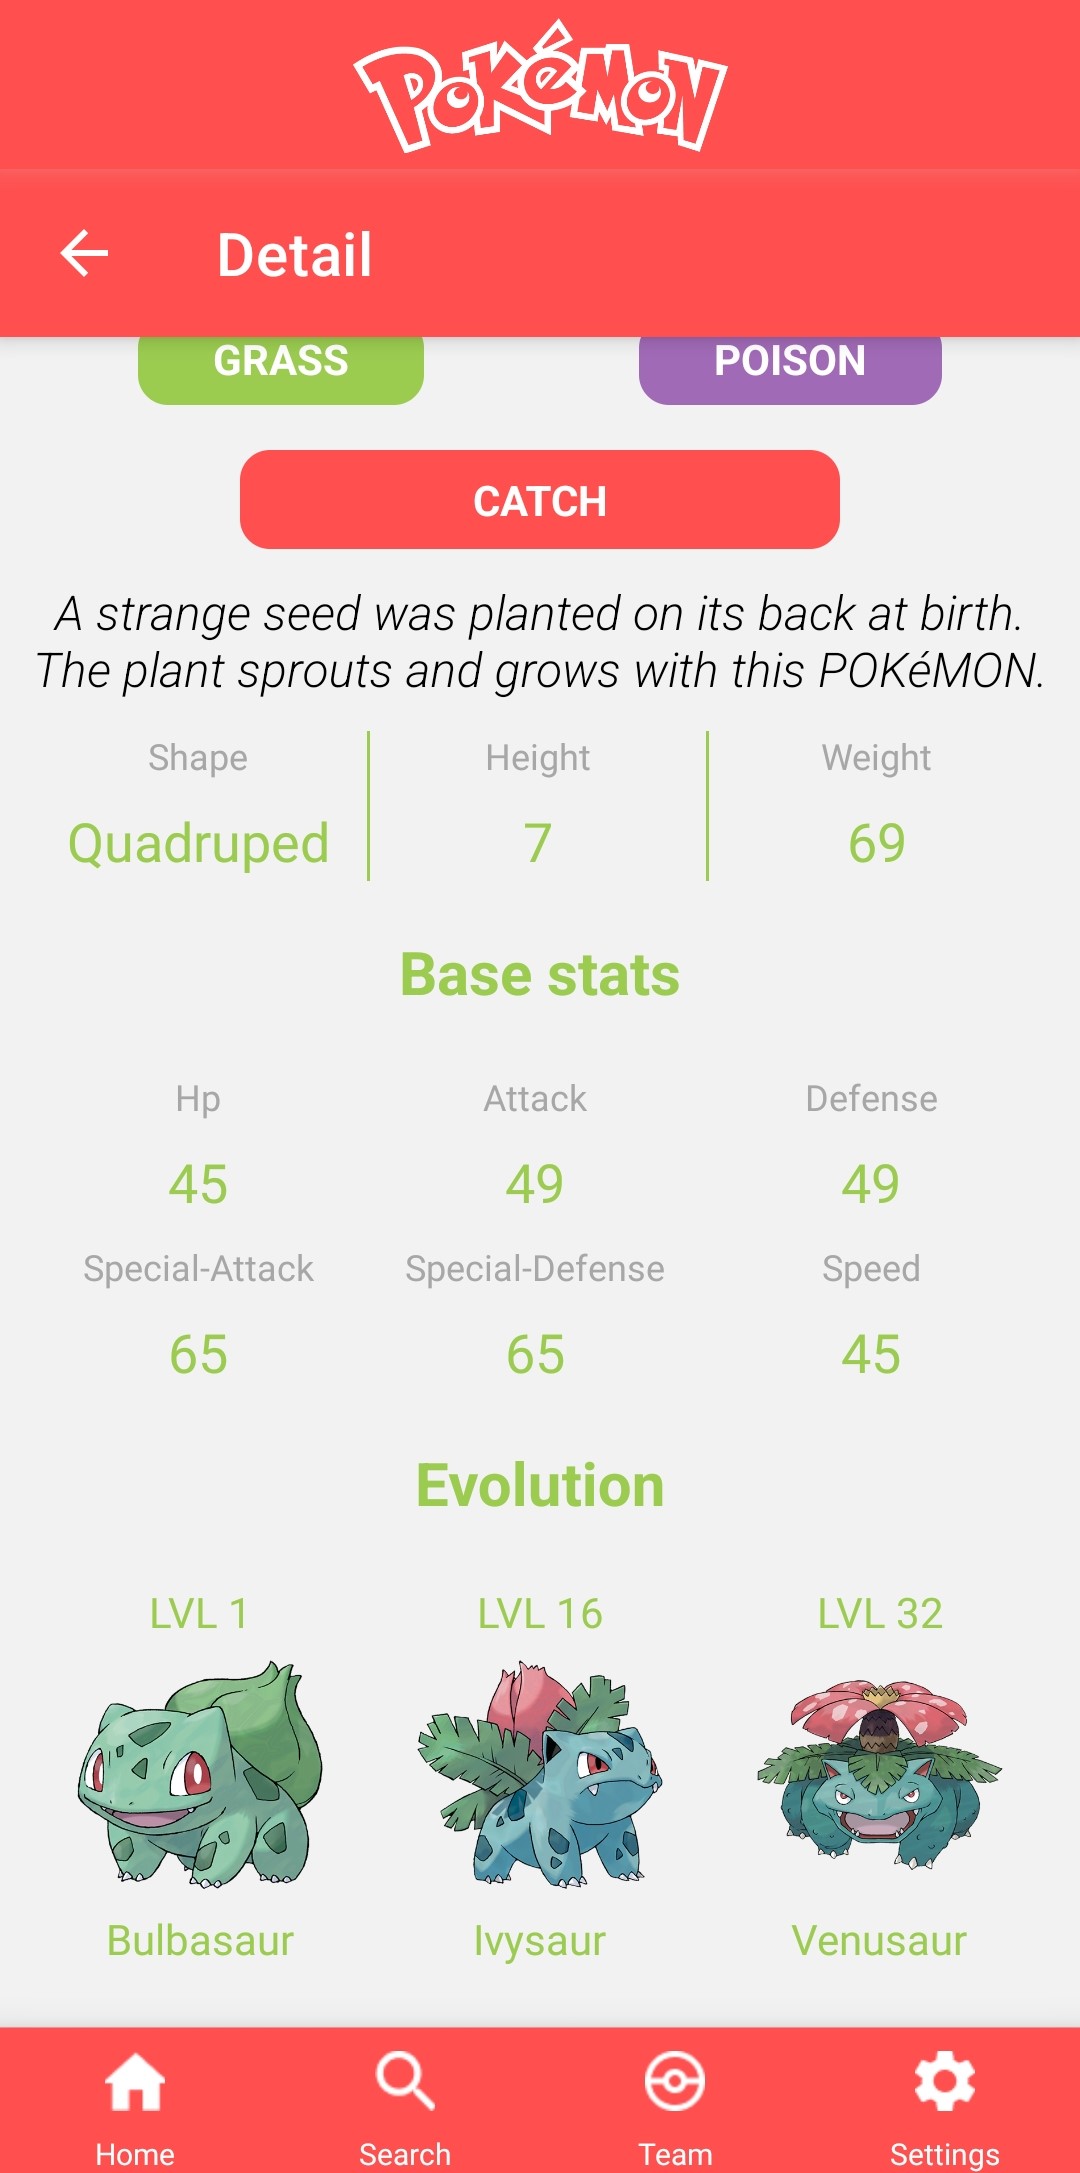 POKéMON
Detail
GRASS
POISON
CATCH
A strange seed was planted on its back at birth.
The plant sprouts and grows with this POKéMON.
Shape
Height
Weight
Quadruped
7
69
Base stats
Hp
Attack
Defense
45
49
49
Special-Attack
Special-Defense
Speed
65
65
45
Evolution
LVL 1
LVL 16
LVL 32
Bulbasaur
Ivysaur
Venusaur
Home
Search
Team
Settings